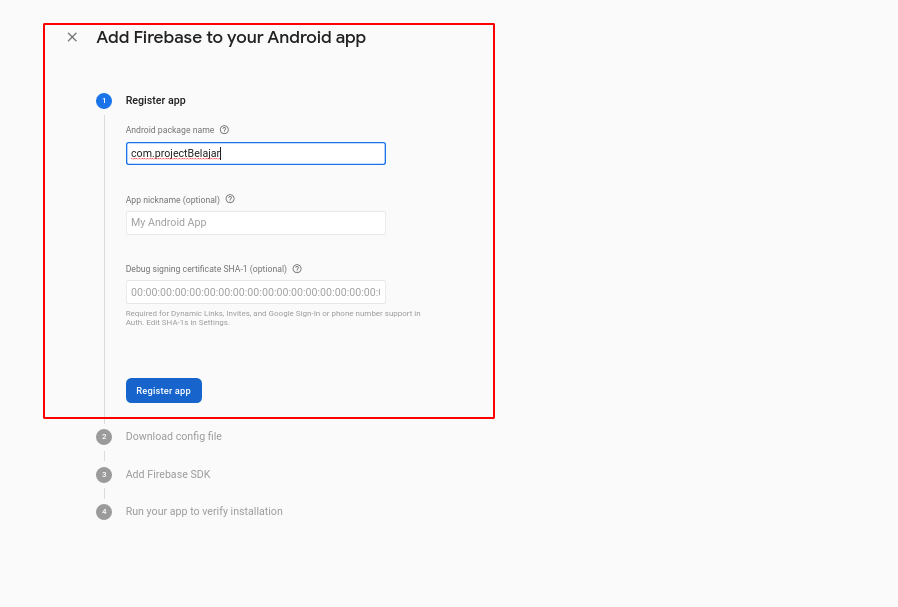 Add Firebase to your Android app
1 Register app
Android package name
com.projectBelajar
App nickname (optional)
My Android App
Debug signing certificate SHA-1 (optional)
00:00:00:00:00:00:00:00:00:00:00:00:00:00:00:00:00:
Required for Dynamic Links, Invites, and Google Sign-In or phone number support in
Auth. Edit SHA-1s in Settings.
Register app
2 Download config file
3 Add Firebase SDK
4 Run your app to verify installation